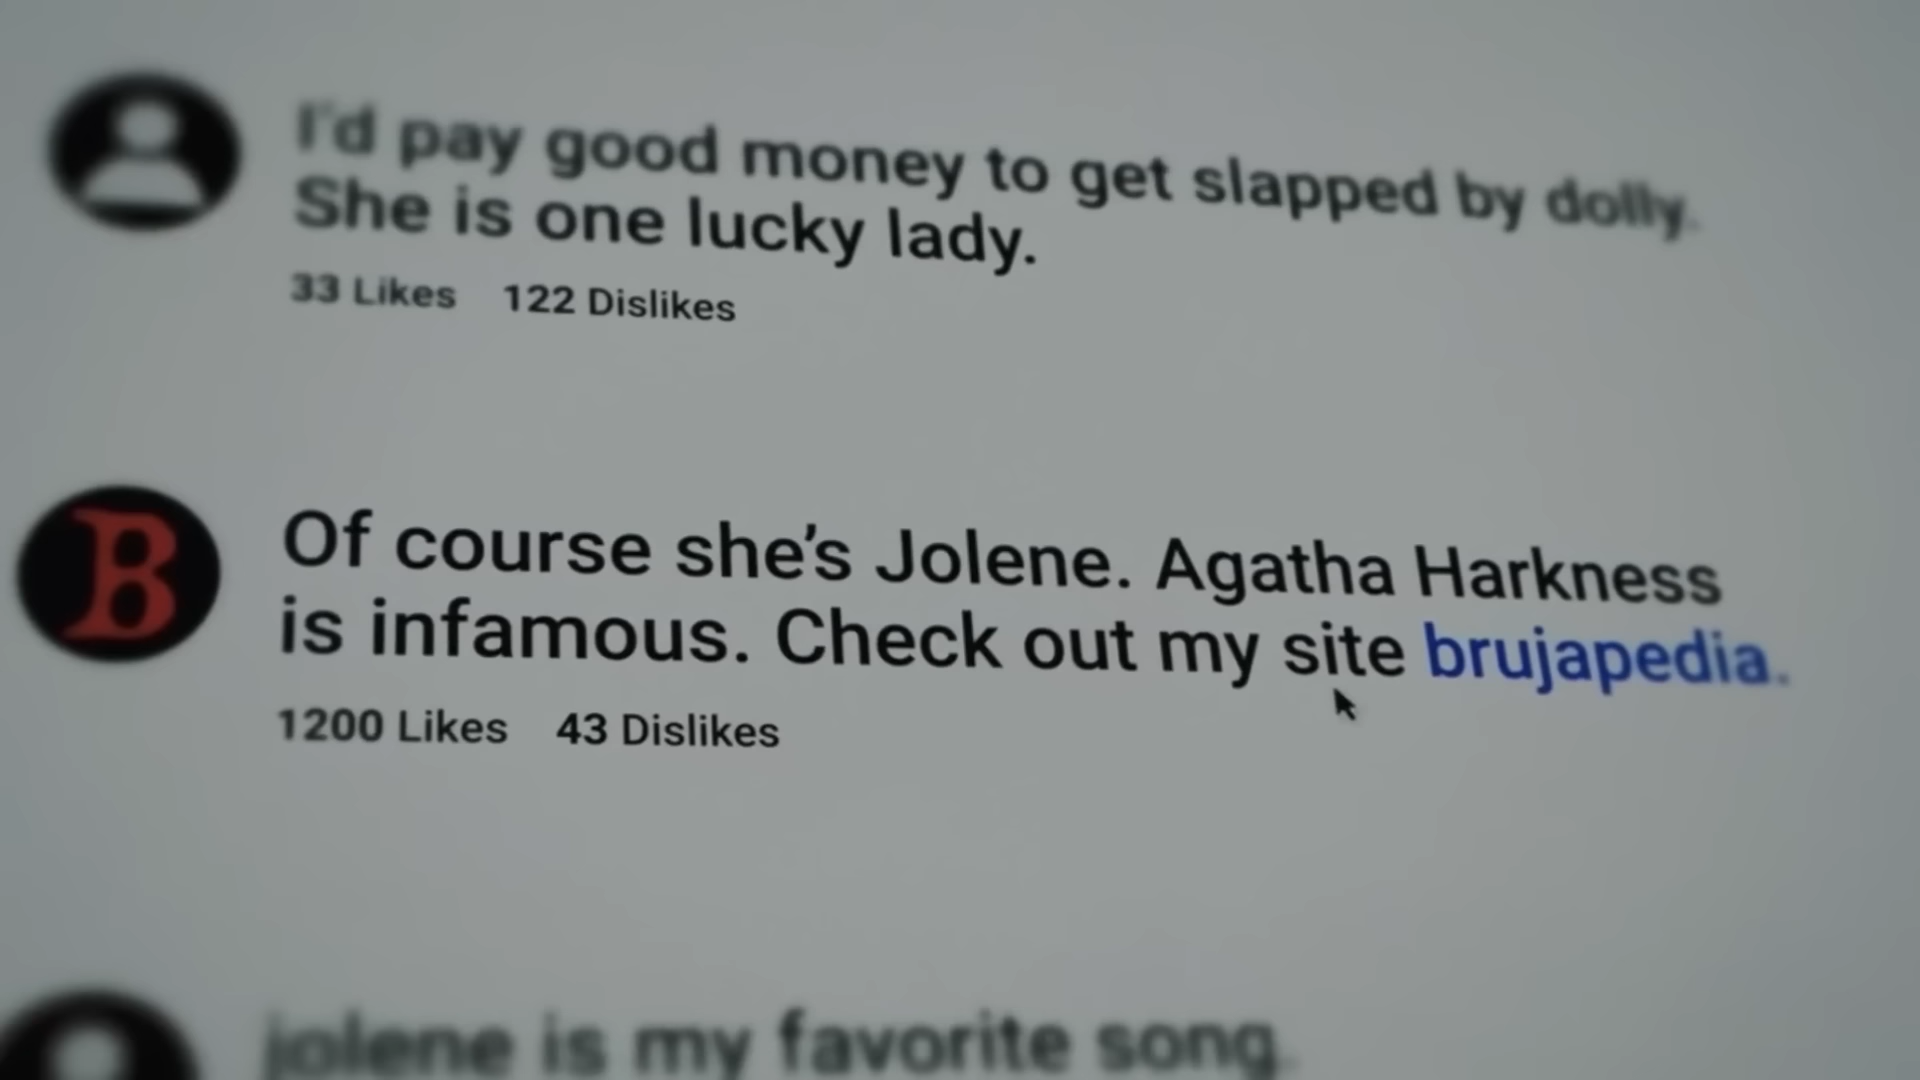 I'd pay good money to get slapped by dolly.
She is one lucky lady.
33 Likes 122 Dislikes
B
Of course she's Jolene. Agatha Harkness
is infamous. Check out my site brujapedia.
1200 Likes 43 Dislikes
jolene is my favorite song.